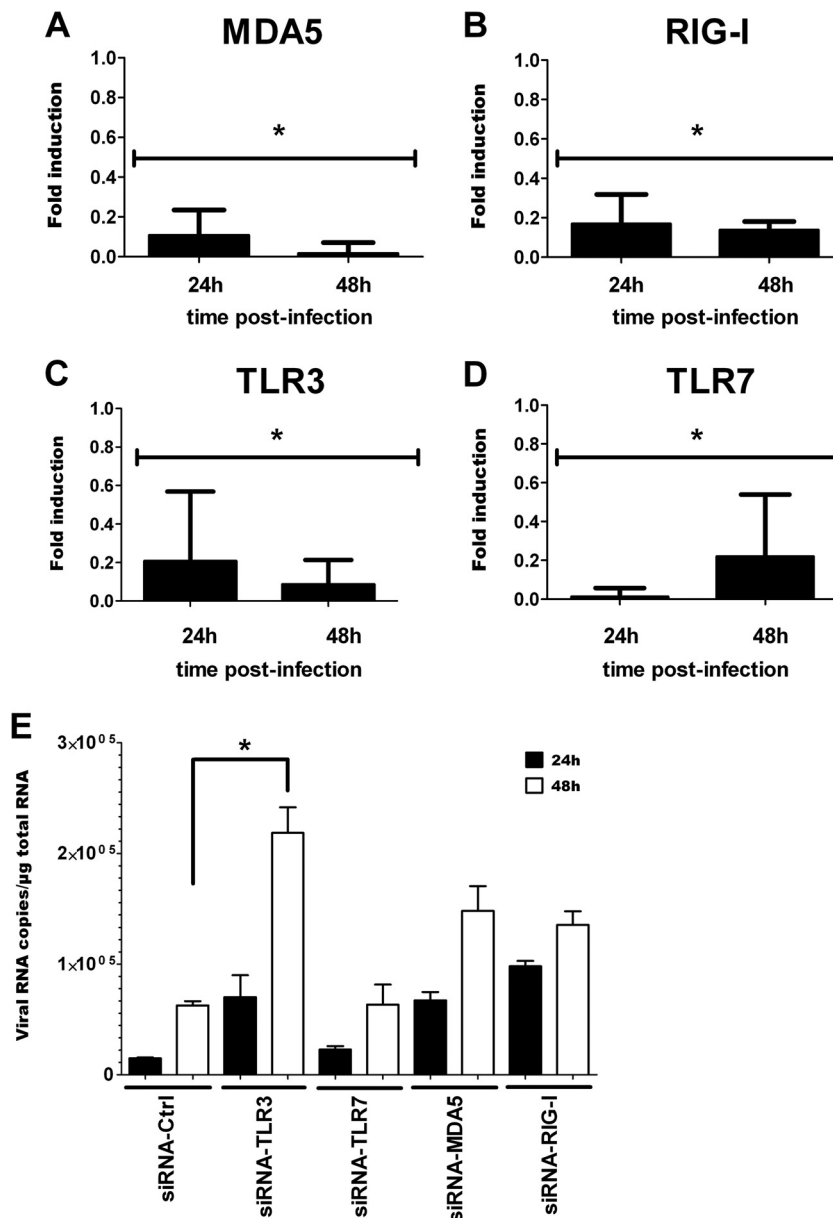 A
MDA5
Fold induction
1.0
0.8
0.6
0.4
0.2
0.0
*
24h
48h
time post-infection
B
RIG-I
Fold induction
1.0
0.8
0.6
0.4
0.2
0.0
*
24h
48h
time post-infection
C
TLR3
Fold induction
1.0
0.8
0.6
0.4
0.2
0.0
*
24h
48h
time post-infection
D
TLR7
Fold induction
1.0
0.8
0.6
0.4
0.2
0.0
*
24h
48h
time post-infection
E
Viral RNA copies/µg total RNA
3×10⁰⁵
2×10⁰⁵
1×10⁰⁵
0
*
24h
48h
siRNA-Ctrl
siRNA-TLR3
siRNA-TLR7
siRNA-MDA5
siRNA-RIG-I